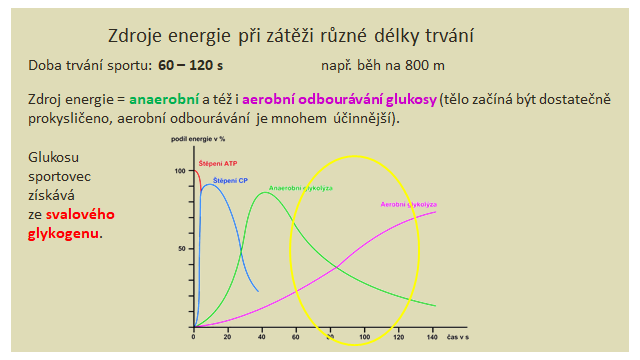 Zdroje energie při zátěži různé délky trvání
Doba trvání sportu: 60 – 120 s
např. běh na 800 m
Zdroj energie = anaerobní a též i aerobní odbourávání glukosy (tělo začíná být dostatečně
prokysličeno, aerobní odbourávání je mnohem účinnější).
Glukosu
sportovec
získává
ze svalového
glykogenu.
podíl energie v %
100
50
Štěpení ATP
Štěpení CP
Anaerobní glykolýza
Aerobní glykolýza
0 20 40 60 80 100 120 140 čas v s